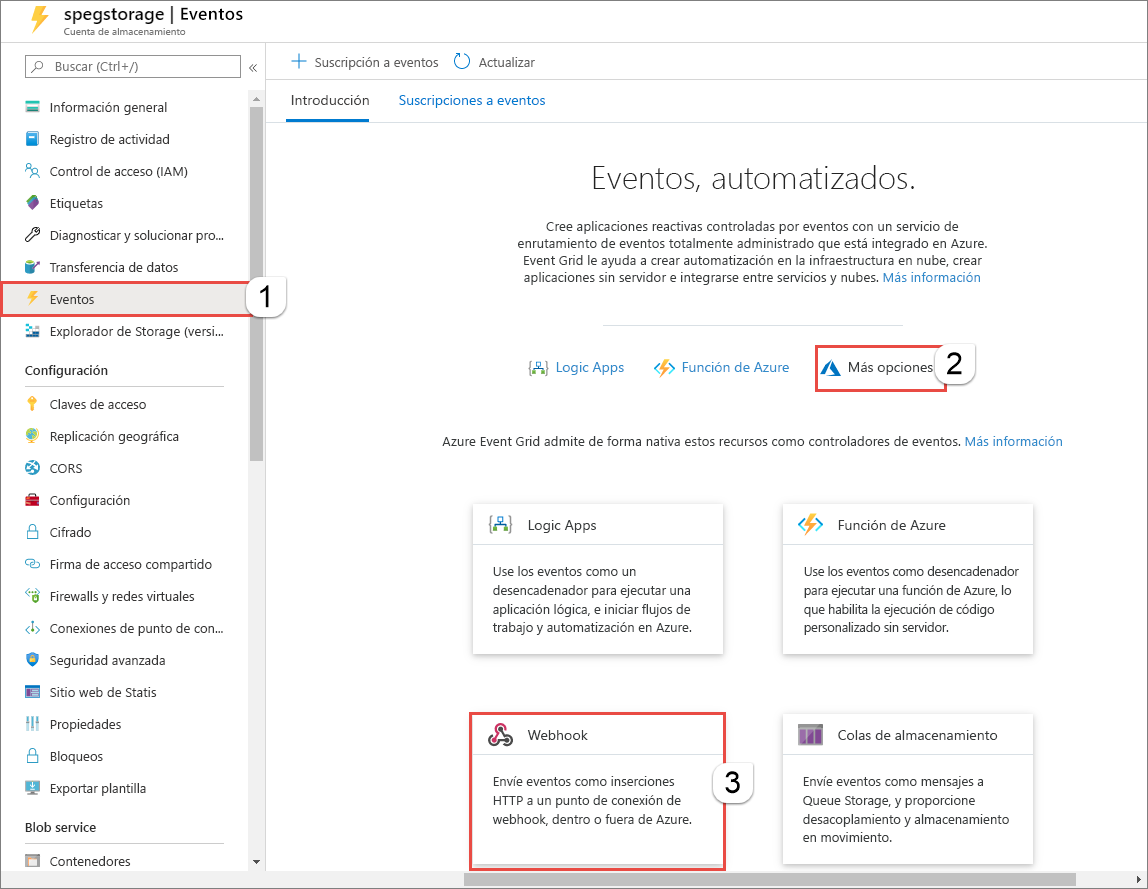 spegstorage | Eventos
Cuenta de almacenamiento
Buscar (Ctrl+/)
«
Información general
Registro de actividad
Control de acceso (IAM)
Etiquetas
Diagnosticar y solucionar pro...
Transferencia de datos
Eventos
1
Explorador de Storage (versi...
Configuración
Claves de acceso
Replicación geográfica
CORS
Configuración
Cifrado
Firma de acceso compartido
Firewalls y redes virtuales
Conexiones de punto de con...
Seguridad avanzada
Sitio web de Statis
Propiedades
Bloqueos
Exportar plantilla
Blob service
Contenedores
Suscripción a eventos
Actualizar
Introducción
Suscripciones a eventos
Eventos, automatizados.
Cree aplicaciones reactivas controladas por eventos con un servicio de
enrutamiento de eventos totalmente administrado que está integrado en Azure.
Event Grid le ayuda a crear automatización en la infraestructura en nube, crear
aplicaciones sin servidor e integrarse entre servicios y nubes. Más información
Logic Apps
Función de Azure
Más opciones
2
Azure Event Grid admite de forma nativa estos recursos como controladores de eventos. Más información
Logic Apps
Use los eventos como un
desencadenador para ejecutar una
aplicación lógica, e iniciar flujos de
trabajo y automatización en Azure.
Función de Azure
Use los eventos como desencadenador
para ejecutar una función de Azure, lo
que habilita la ejecución de código
personalizado sin servidor.
Webhook
Envíe eventos como inserciones
HTTP a un punto de conexión de
webhook, dentro o fuera de Azure.
3
Colas de almacenamiento
Envíe eventos como mensajes a
Queue Storage, y proporcione
desacoplamiento y almacenamiento
en movimiento.